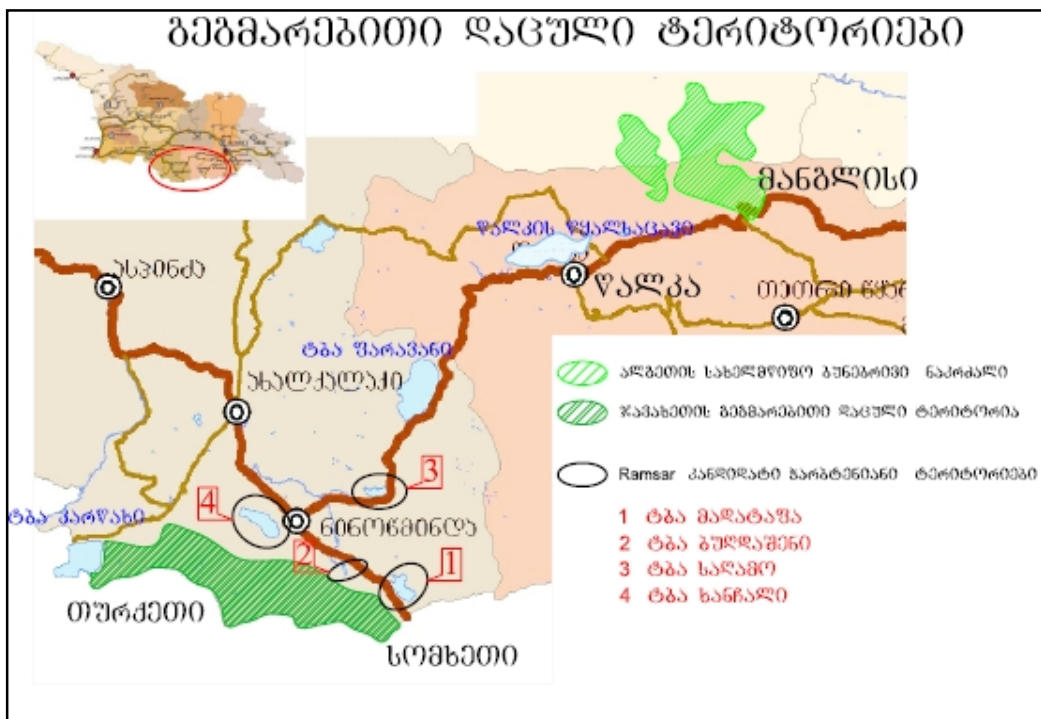 გეგმარებითი დაცული ტერიტორიები
მანგლისი
წალკის წყალსაცავი
ასპინძა
წალკა
ტბა ფარავანი
ახალქალაქი
ალგეთის სახელმწიფო ბუნებრივი ნაკრძალი
ჯავახეთის გეგმარებითი დაცული ტერიტორია
3
Ramsar კანდიდატი ჭარბტენიანი ტერიტორიები
4
ტბა კარწახი
ნინოწმინდა
1 ტბა მადატაფა
2 ტბა ბუღდაშენი
3 ტბა საღამო
4 ტბა ხანჩალი
2
1
თურქეთი
სომხეთი